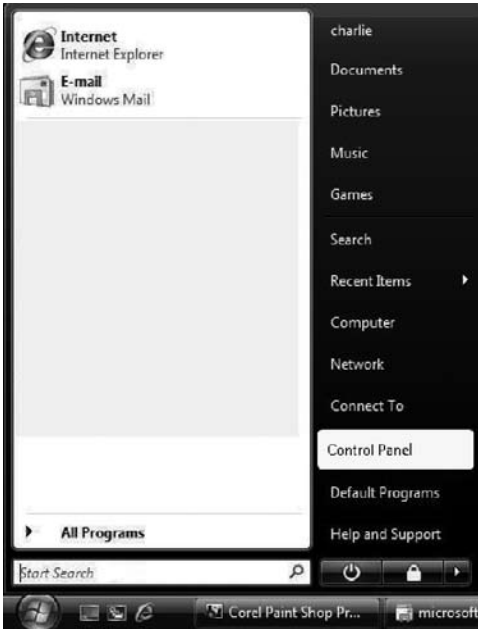 Internet
Internet Explorer
E-mail
Windows Mail
All Programs
Start Search
charlie
Documents
Pictures
Music
Games
Search
Recent Items
Computer
Network
Connect To
Control Panel
Default Programs
Help and Support
Corel Paint Shop Pr...
microsoft